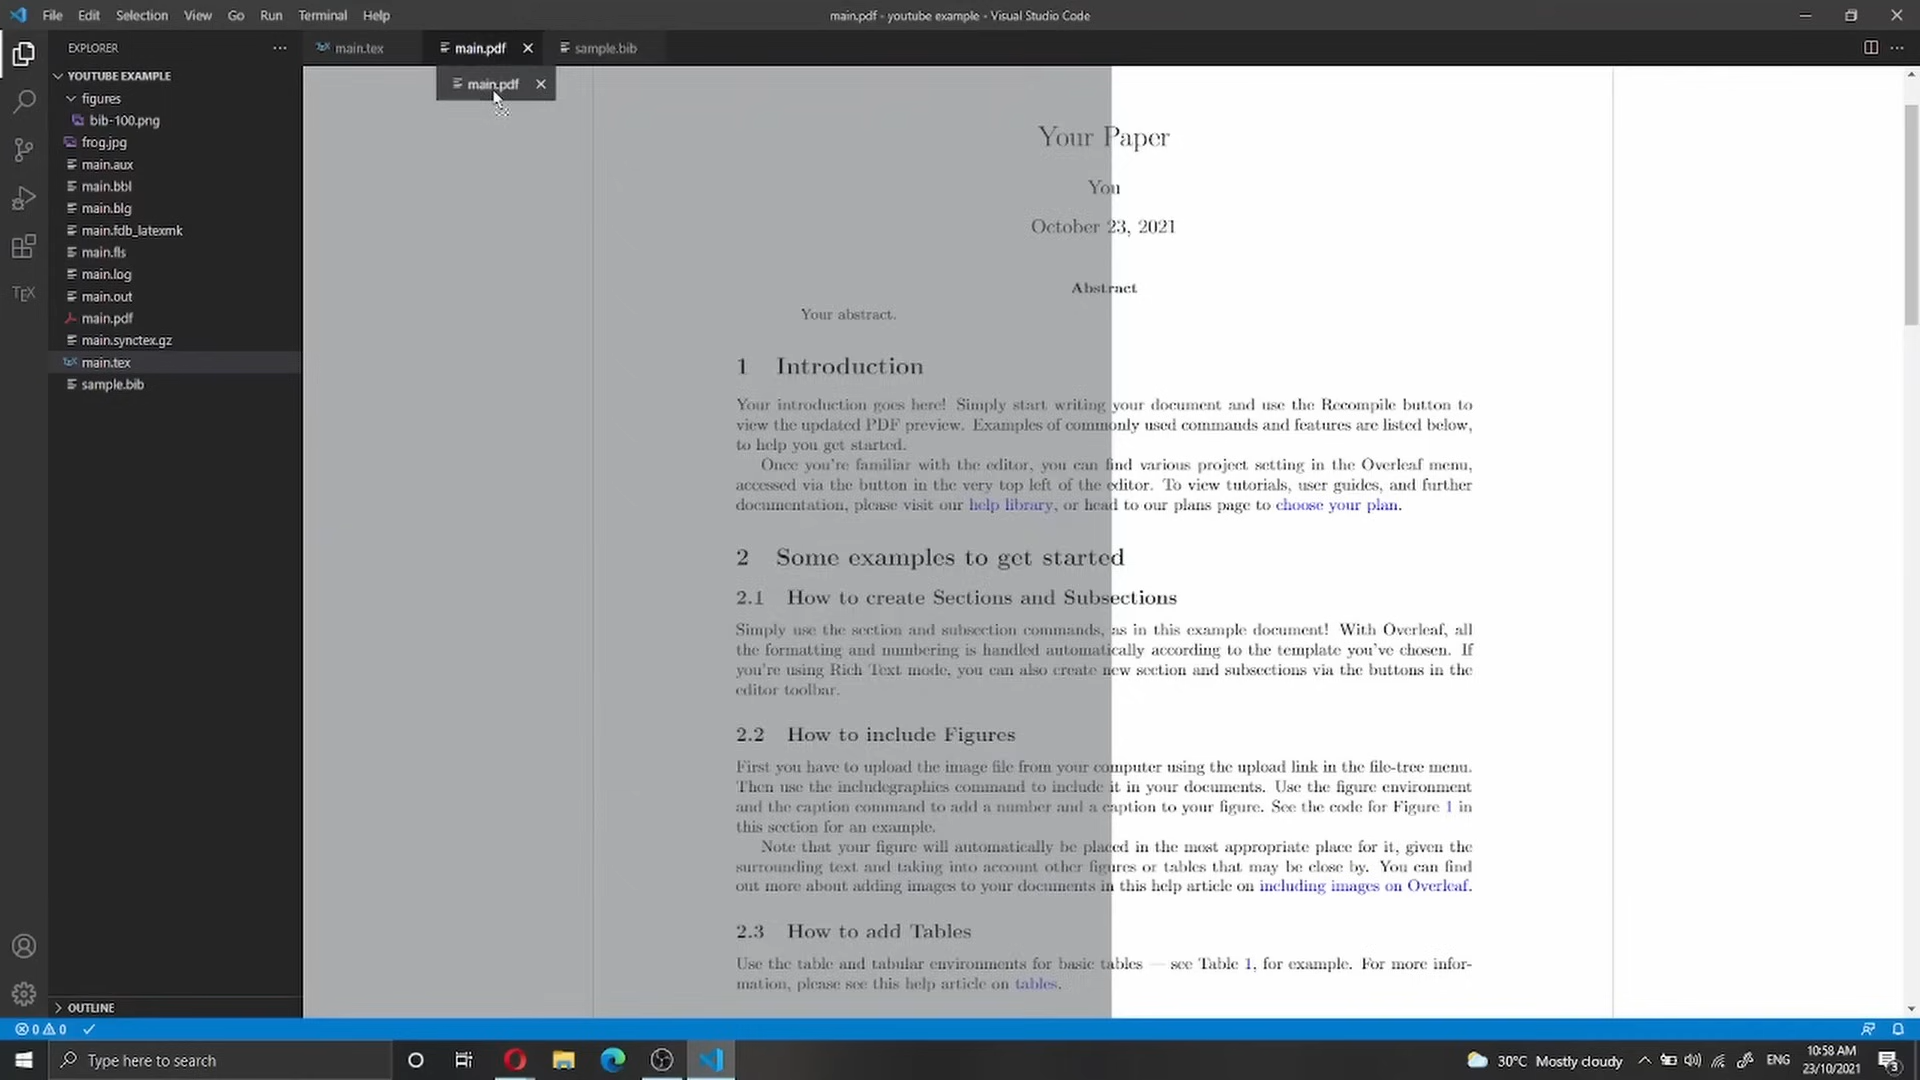 File Edit Selection View Go Run Terminal Help
main.pdf - youtube example - Visual Studio Code
EXPLORER
main.tex
main.pdf
sample.bib
main.pdf
YOUTUBE EXAMPLE
figures
bib-100.png
frog.jpg
main.aux
main.bbl
main.blg
main.fdb_latexmk
main.fls
main.log
main.out
main.pdf
main.synctex.gz
main.tex
sample.bib
OUTLINE
TEX
Your Paper
You
October 23, 2021
Abstract
Your abstract.
1 Introduction
Your introduction goes here! Simply start writing your document and use the Recompile button to
view the updated PDF preview. Examples of commonly used commands and features are listed below,
to help you get started.
Once you're familiar with the editor, you can find various project setting in the Overleaf menu,
accessed via the button in the very top left of the editor. To view tutorials, user guides, and further
documentation, please visit our help library, or head to our plans page to choose your plan.
2 Some examples to get started
2.1 How to create Sections and Subsections
Simply use the section and subsection commands, as in this example document! With Overleaf, all
the formatting and numbering is handled automatically according to the template you've chosen. If
you're using Rich Text mode, you can also create new section and subsections via the buttons in the
editor toolbar.
2.2 How to include Figures
First you have to upload the image file from your computer using the upload link in the file-tree menu.
Then use the includegraphics command to include it in your documents. Use the figure environment
and the caption command to add a number and a caption to your figure. See the code for Figure 1 in
this section for an example.
Note that your figure will automatically be placed in the most appropriate place for it, given the
surrounding text and taking into account other figures or tables that may be close by. You can find
out more about adding images to your documents in this help article on including images on Overleaf.
2.3 How to add Tables
Use the table and tabular environments for basic tables — see Table 1, for example. For more infor-
mation, please see this help article on tables.
0 0
Type here to search
30°C Mostly cloudy
ENG
10:58 AM
23/10/2021
3